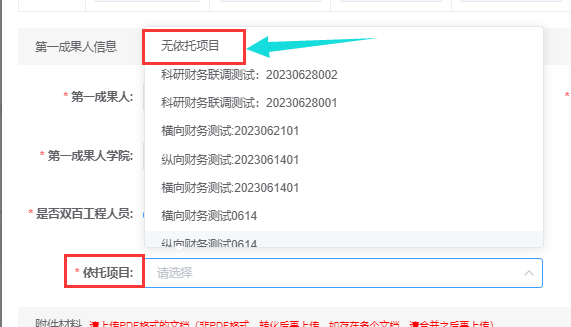 第一成果人信息
无依托项目
科研财务联调测试：20230628002
科研财务联调测试：20230628001
* 第一成果人:
*
横向财务测试:2023062101
* 第一成果人学院:
纵向财务测试:2023061401
横向财务测试:2023061401
* 是否双百工程人员:
横向财务测试0614
纵向财务测试0614
* 依托项目:
请选择
附件材料 请上传PDF格式的文档（非PDF格式，转化后再上传，如存在多个文档，请合并之后再上传）